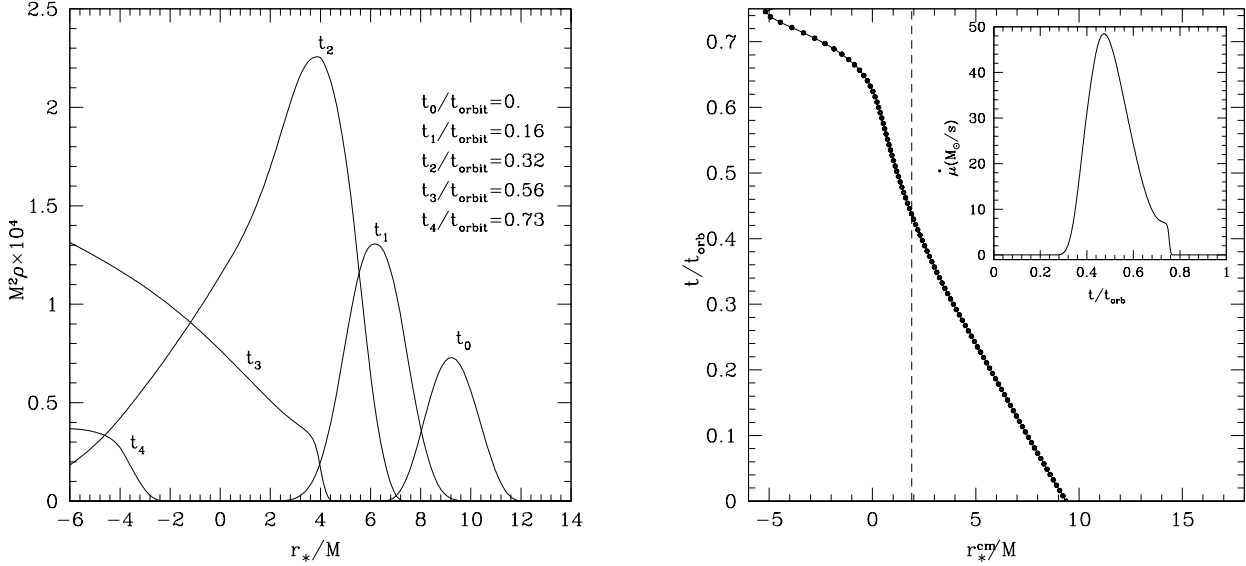 2.5
2
1.5
1
0.5
0
M²ρ×10⁴
t₂
t₁
t₀
t₃
t₄
t₀/t_orbit=0.
t₁/t_orbit=0.16
t₂/t_orbit=0.32
t₃/t_orbit=0.56
t₄/t_orbit=0.73
-6 -4 -2 0 2 4 6 8 10 12 14
r_*/M
0.7
0.6
0.5
0.4
0.3
0.2
0.1
0
t/t_orb
-5 0 5 10 15
r_*^cm/M
50
40
30
20
10
0
μ̇(M_⊙/s)
0 0.2 0.4 0.6 0.8 1
t/t_orb